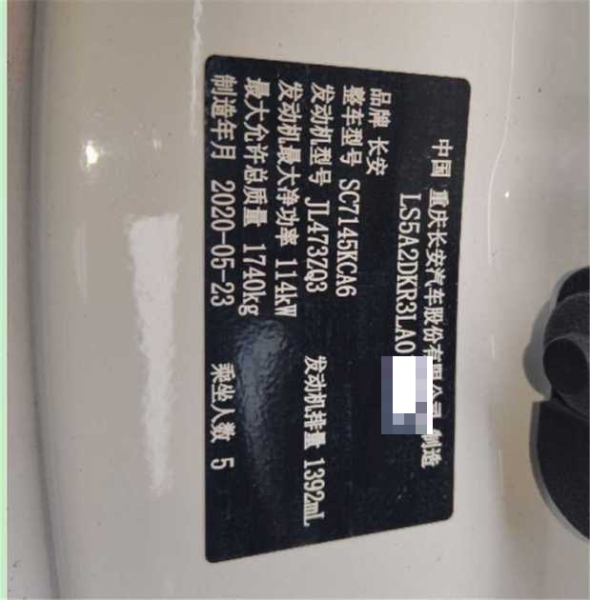 中国 重庆长安汽车股份有限公司 制造
LS5A2DKR3LA0
品牌 长安
整车型号 SC7145KCA6
发动机型号 JL473ZQ3 发动机排量 1392mL
发动机最大净功率 114kW
最大允许总质量 1740kg
制造年月 2020-05-23 乘坐人数 5